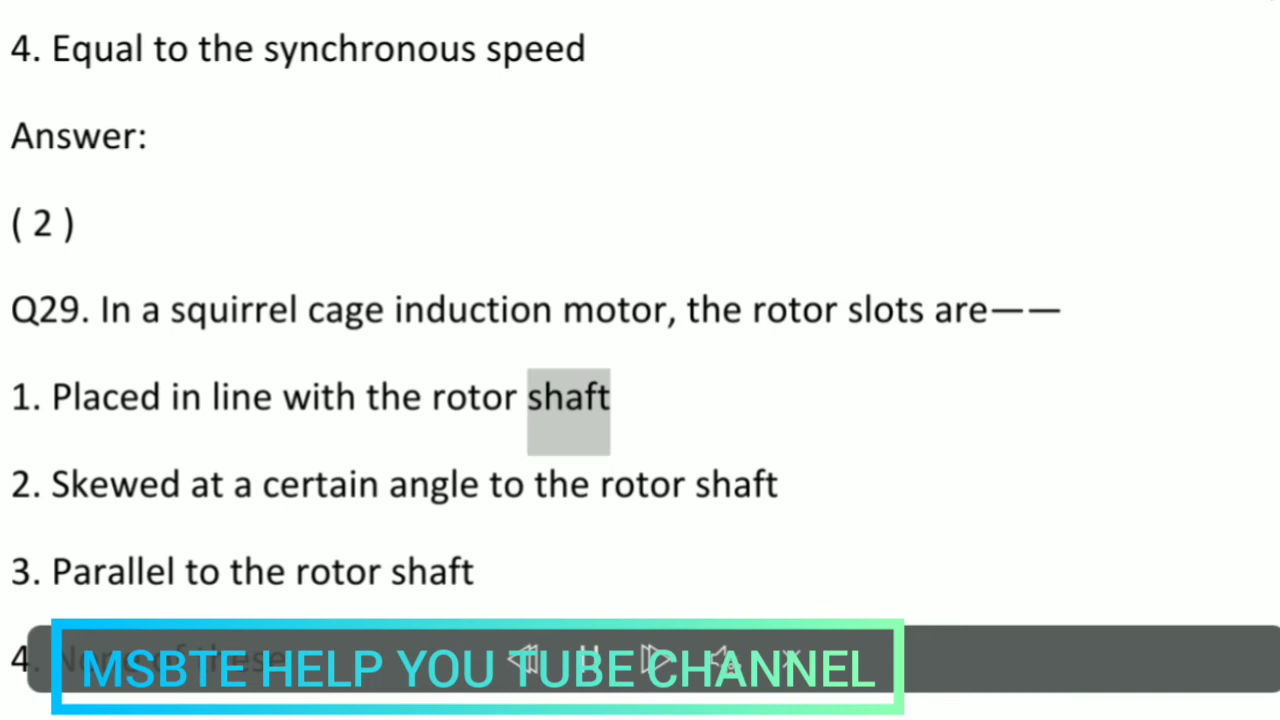 4. Equal to the synchronous speed
Answer:
( 2 )
Q29. In a squirrel cage induction motor, the rotor slots are——
1. Placed in line with the rotor shaft
2. Skewed at a certain angle to the rotor shaft
3. Parallel to the rotor shaft
4.
MSBTE HELP YOU TUBE CHANNEL